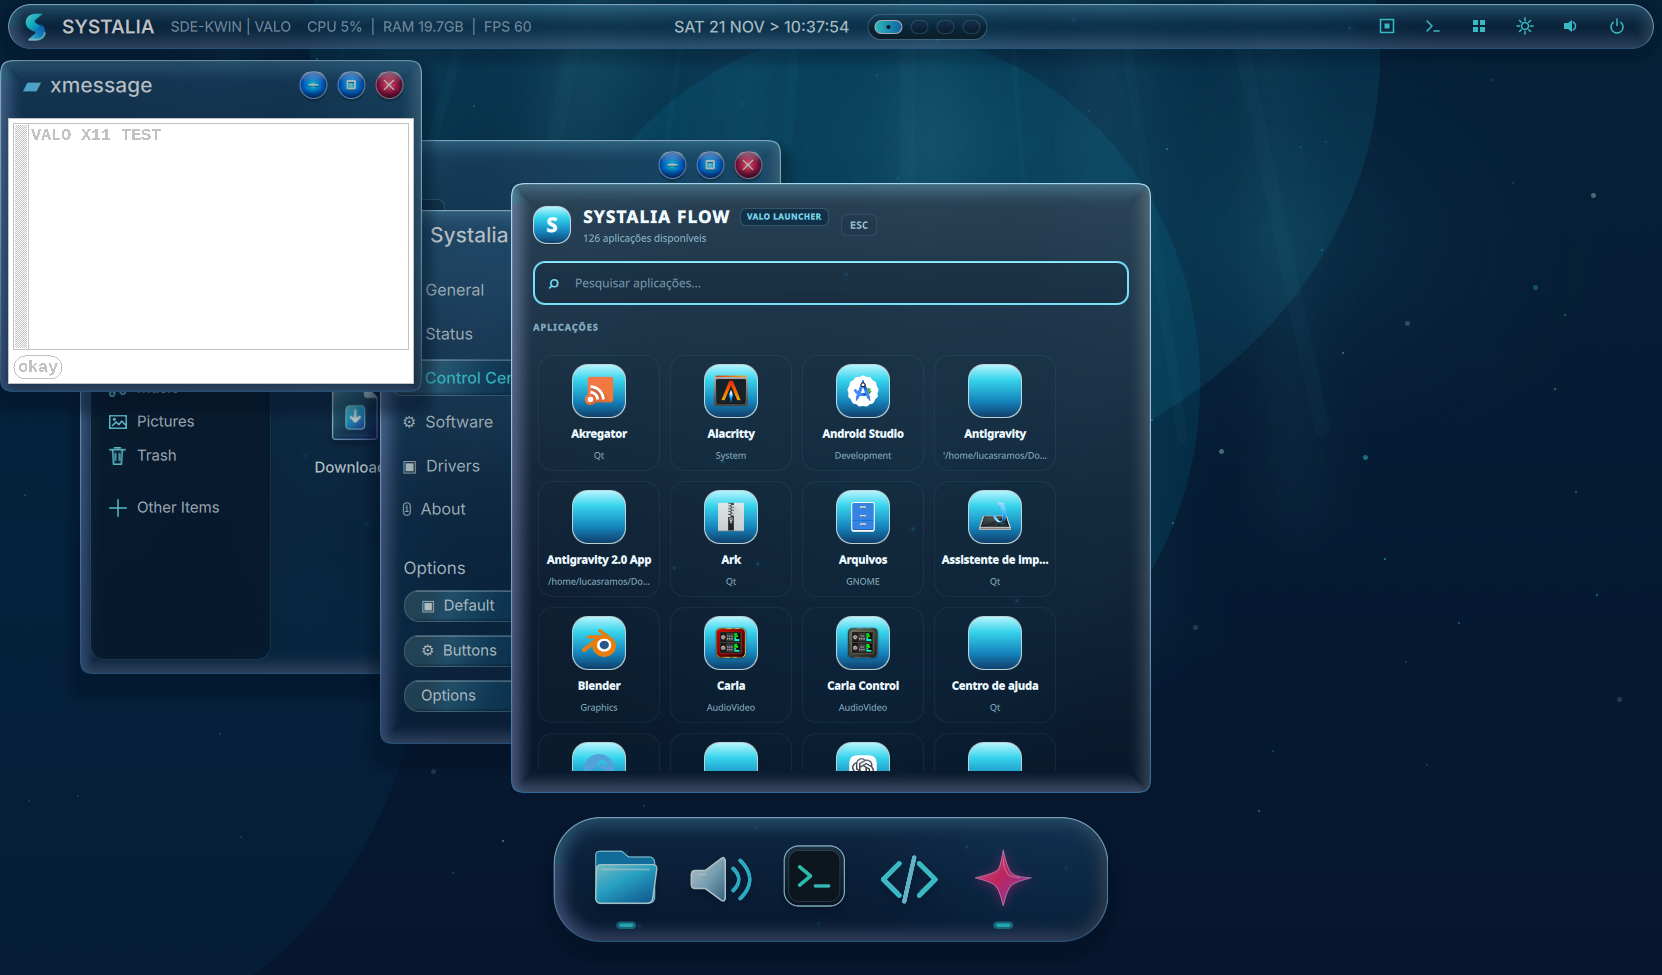 SYSTALIA SDE-KWIN | VALO CPU 5% | RAM 19.7GB | FPS 60 SAT 21 NOV > 10:37:54
xmessage
VALO X11 TEST
okay
Pictures
Trash
Other Items
Systalia
General
Status
Control Cer
Software
Drivers
About
Options
Default
Buttons
Options
S SYSTALIA FLOW VALO LAUNCHER ESC
126 aplicações disponíveis
Pesquisar aplicações...
APLICAÇÕES
Akregator Alacritty Android Studio Antigravity
Qt System Development '/home/lucasramos/Do...
Antigravity 2.0 App Ark Arquivos Assistente de imp...
/home/lucasramos/Do... Qt GNOME Qt
Blender Carla Carla Control Centro de ajuda
Graphics AudioVideo AudioVideo Qt